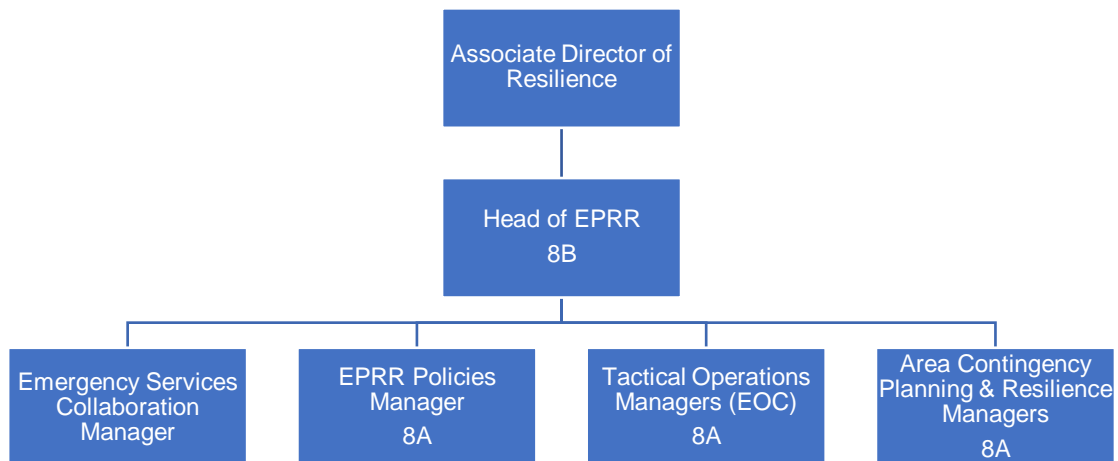 Associate Director of
Resilience
Head of EPRR
8B
Emergency Services
Collaboration
Manager
EPRR Policies
Manager
8A
Tactical Operations
Managers (EOC)
8A
Area Contingency
Planning & Resilience
Managers
8A